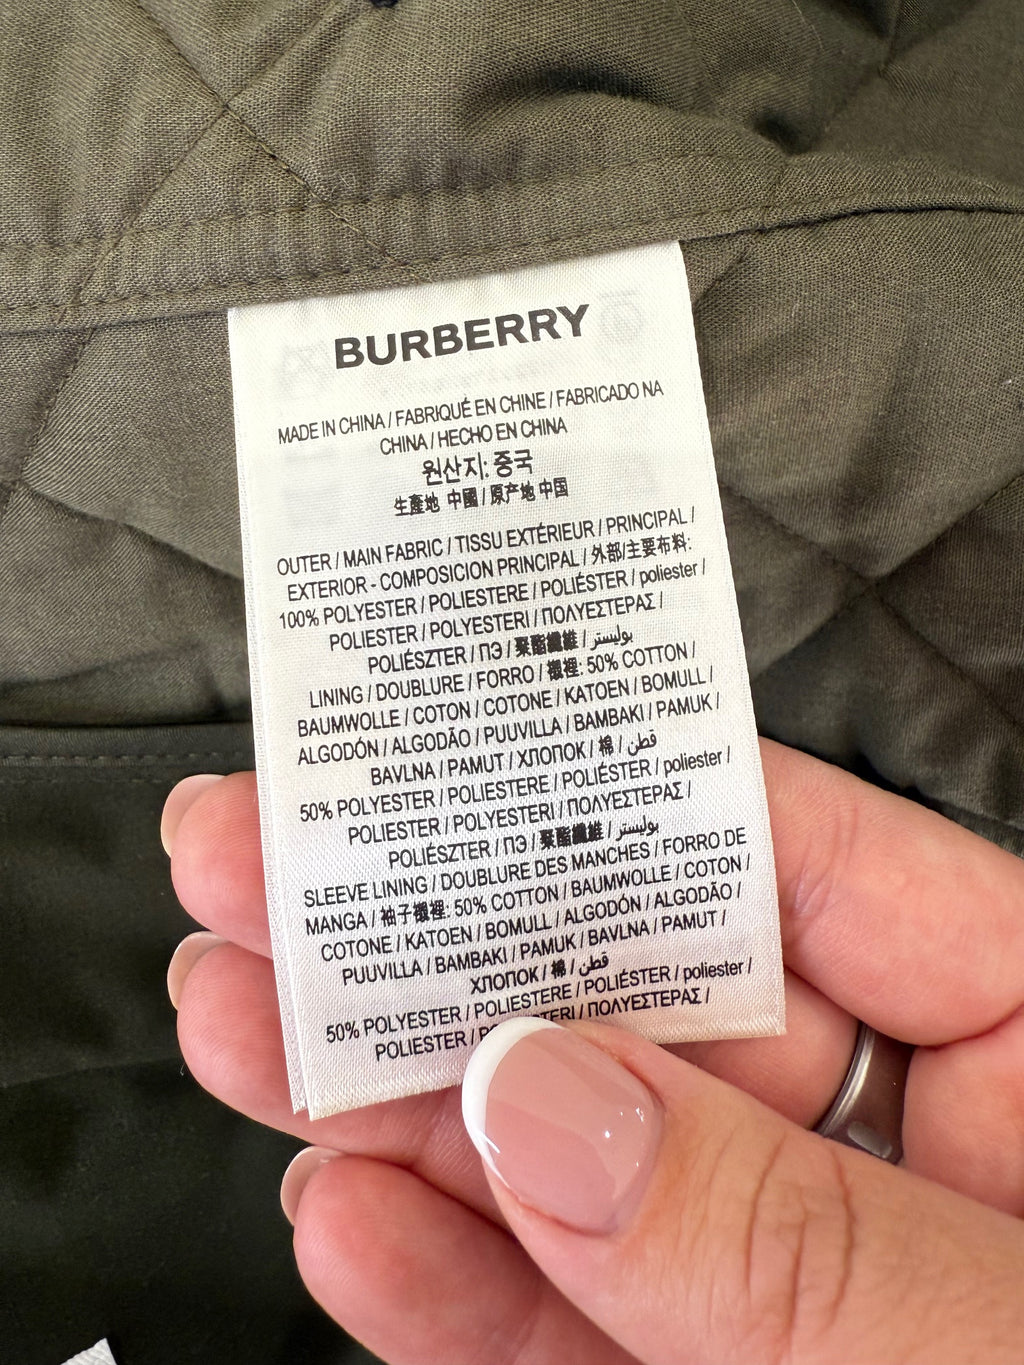 BURBERRY
MADE IN CHINA / FABRIQUÉ EN CHINE / FABRICADO NA
CHINA / HECHO EN CHINA
원산지: 중국
生產地 中國 / 原产地 中国
OUTER / MAIN FABRIC / TISSU EXTÉRIEUR / PRINCIPAL /
EXTERIOR - COMPOSICION PRINCIPAL / 外部/主要布料:
100% POLYESTER / POLIESTERE / POLIÉSTER / poliester /
POLIESTER / POLYESTERI / ΠΟΛΥΕΣΤΕΡΑΣ /
POLIÉSZTER / ПЭ / 聚酯纖維 / بوليستر
LINING / DOUBLURE / FORRO / 襯裡: 50% COTTON /
BAUMWOLLE / COTON / COTONE / KATOEN / BOMULL /
ALGODÓN / ALGODÃO / PUUVILLA / BAMBAKI / PAMUK /
BAVLNA / PAMUT / ХЛОПОК / 棉 / قطن
50% POLYESTER / POLIESTERE / POLIÉSTER / poliester /
POLIESTER / POLYESTERI / ΠΟΛΥΕΣΤΕΡΑΣ /
POLIÉSZTER / ПЭ / 聚酯纖維 / بوليستر
SLEEVE LINING / DOUBLURE DES MANCHES / FORRO DE
MANGA / 袖子襯裡: 50% COTTON / BAUMWOLLE / COTON /
COTONE / KATOEN / BOMULL / ALGODÓN / ALGODÃO /
PUUVILLA / BAMBAKI / PAMUK / BAVLNA / PAMUT /
ХЛОПОК / 棉 / قطن
50% POLYESTER / POLIESTERE / POLIÉSTER / poliester /
POLIESTER / ΠΟΛΥΕΣΤΕΡΑΣ /